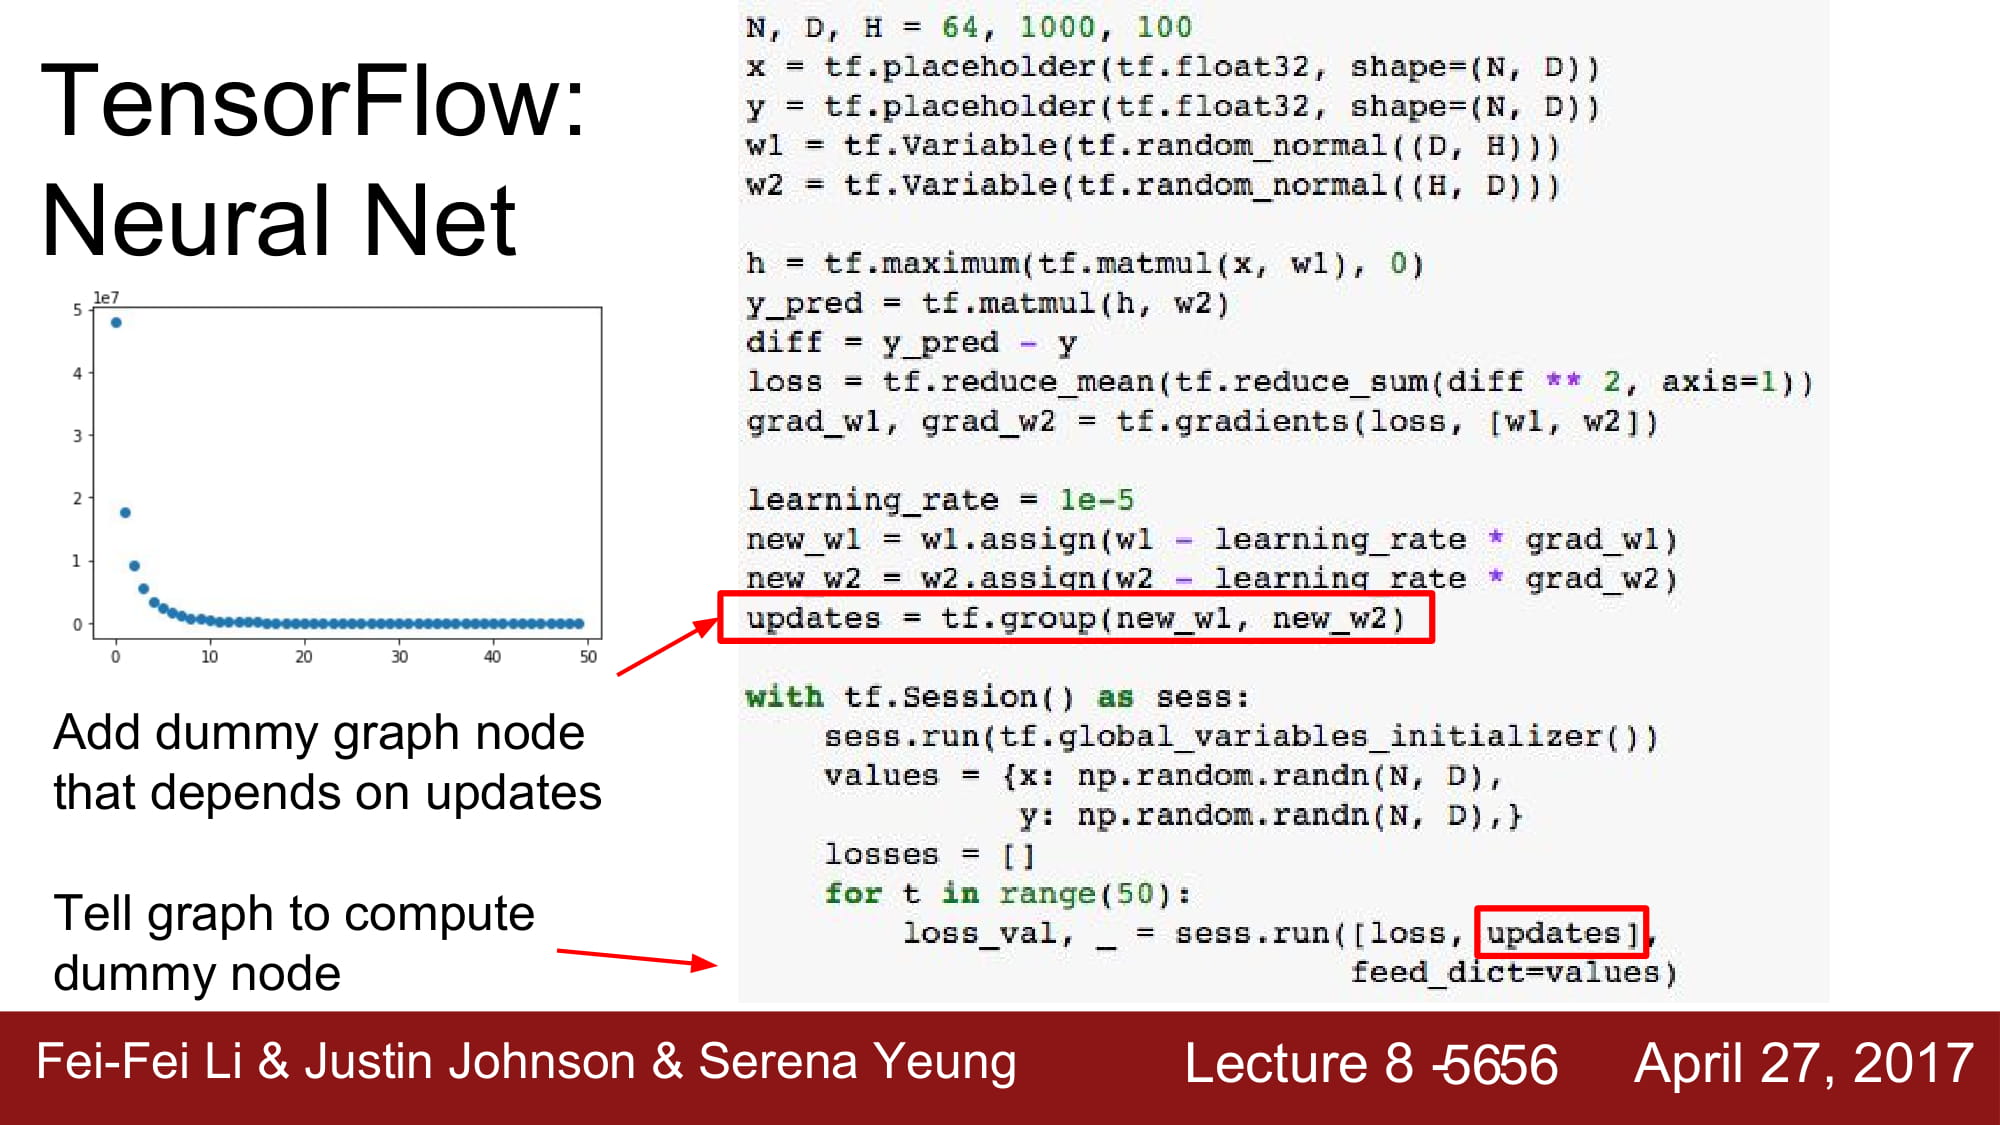 TensorFlow:
Neural Net
1e7
5
4
3
2
1
0
0 10 20 30 40 50
Add dummy graph node
that depends on updates
Tell graph to compute
dummy node
N, D, H = 64, 1000, 100
x = tf.placeholder(tf.float32, shape=(N, D))
y = tf.placeholder(tf.float32, shape=(N, D))
w1 = tf.Variable(tf.random_normal((D, H)))
w2 = tf.Variable(tf.random_normal((H, D)))
h = tf.maximum(tf.matmul(x, w1), 0)
y_pred = tf.matmul(h, w2)
diff = y_pred - y
loss = tf.reduce_mean(tf.reduce_sum(diff ** 2, axis=1))
grad_w1, grad_w2 = tf.gradients(loss, [w1, w2])
learning_rate = 1e-5
new_w1 = w1.assign(w1 - learning_rate * grad_w1)
new_w2 = w2.assign(w2 - learning_rate * grad_w2)
updates = tf.group(new_w1, new_w2)
with tf.Session() as sess:
    sess.run(tf.global_variables_initializer())
    values = {x: np.random.randn(N, D),
              y: np.random.randn(N, D),}
    losses = []
    for t in range(50):
        loss_val, _ = sess.run([loss, updates],
                               feed_dict=values)
Fei-Fei Li & Justin Johnson & Serena Yeung Lecture 8 -5656 April 27, 2017